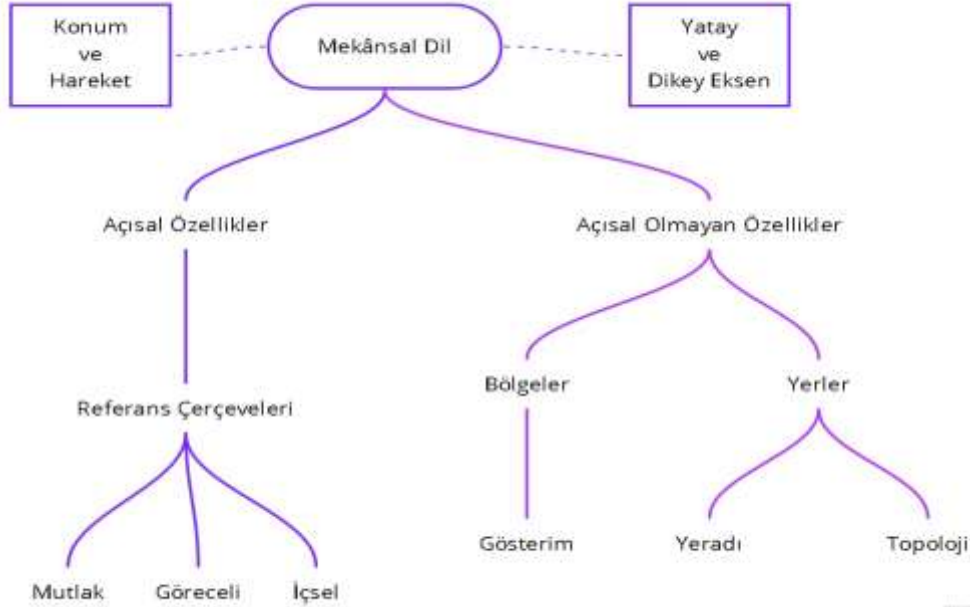 Konum
ve
Hareket
Mekânsal Dil
Yatay
ve
Dikey Eksen
Açısal Özellikler
Açısal Olmayan Özellikler
Referans Çerçeveleri
Bölgeler
Yerler
Gösterim
Yeradı
Topoloji
Mutlak
Göreceli
İçsel